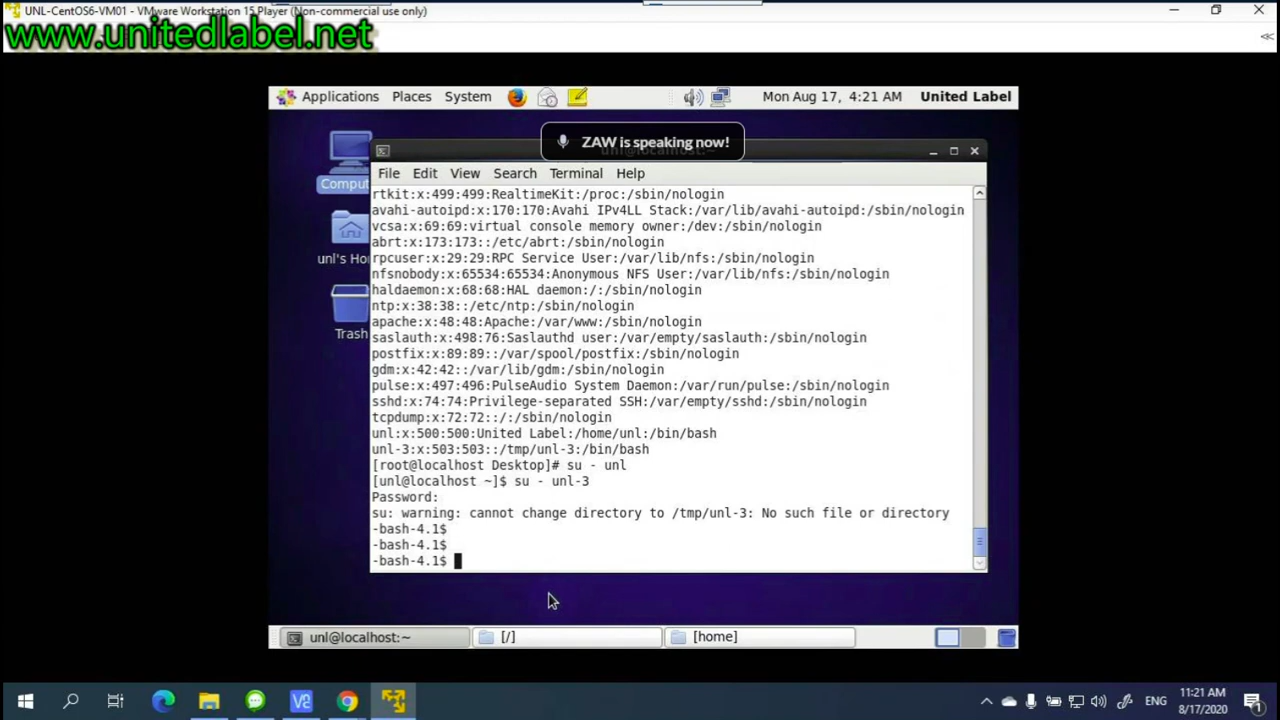 UNL-CentOS6-VM01 - VMware Workstation 15 Player (Non-commercial use only)
www.unitedlabel.net
Applications Places System Mon Aug 17, 4:21 AM United Label
ZAW is speaking now!
File Edit View Search Terminal Help
Comput
unl's Ho
Trash
rtkit:x:499:499:RealtimeKit:/proc:/sbin/nologin
avahi-autoipd:x:170:170:Avahi IPv4LL Stack:/var/lib/avahi-autoipd:/sbin/nologin
vcsa:x:69:69:virtual console memory owner:/dev:/sbin/nologin
abrt:x:173:173::/etc/abrt:/sbin/nologin
rpcuser:x:29:29:RPC Service User:/var/lib/nfs:/sbin/nologin
nfsnobody:x:65534:65534:Anonymous NFS User:/var/lib/nfs:/sbin/nologin
haldaemon:x:68:68:HAL daemon:/:/sbin/nologin
ntp:x:38:38::/etc/ntp:/sbin/nologin
apache:x:48:48:Apache:/var/www:/sbin/nologin
saslauth:x:498:76:Saslauthd user:/var/empty/saslauth:/sbin/nologin
postfix:x:89:89::/var/spool/postfix:/sbin/nologin
gdm:x:42:42::/var/lib/gdm:/sbin/nologin
pulse:x:497:496:PulseAudio System Daemon:/var/run/pulse:/sbin/nologin
sshd:x:74:74:Privilege-separated SSH:/var/empty/sshd:/sbin/nologin
tcpdump:x:72:72::/:/sbin/nologin
unl:x:500:500:United Label:/home/unl:/bin/bash
unl-3:x:503:503::/tmp/unl-3:/bin/bash
[root@localhost Desktop]# su - unl
[unl@localhost ~]$ su - unl-3
Password:
su: warning: cannot change directory to /tmp/unl-3: No such file or directory
-bash-4.1$
-bash-4.1$
-bash-4.1$
unl@localhost:~ [/] [home]
ENG 11:21 AM
8/17/2020